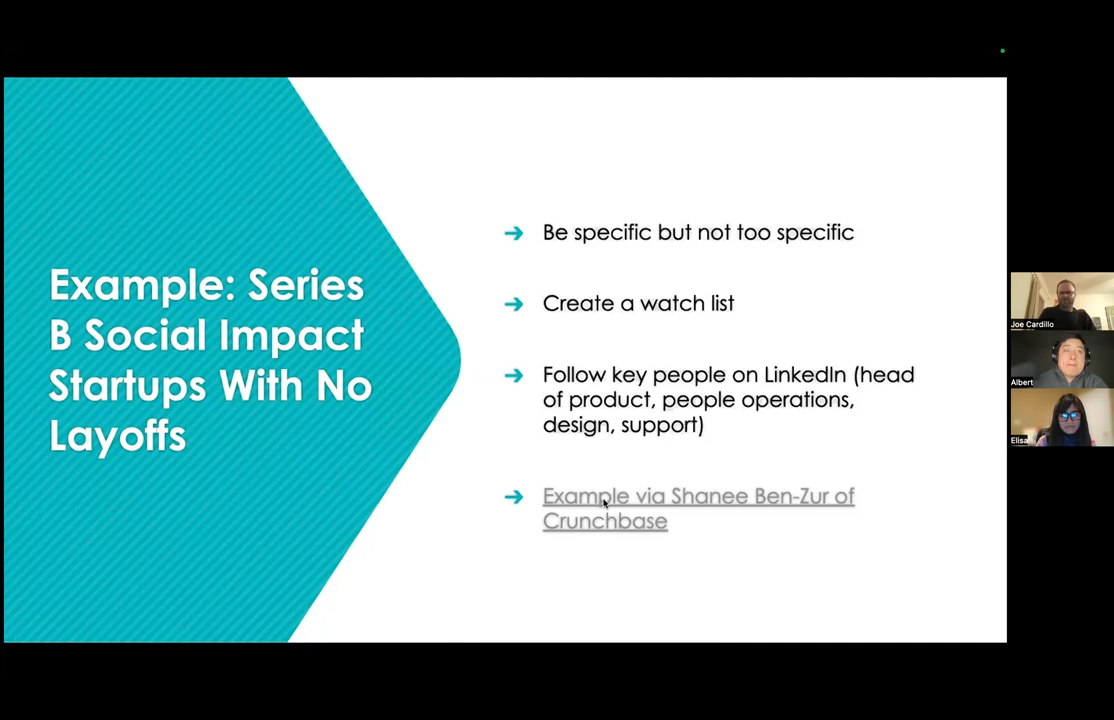 Example: Series
B Social Impact
Startups With No
Layoffs
➔ Be specific but not too specific
➔ Create a watch list
➔ Follow key people on LinkedIn (head
of product, people operations,
design, support)
➔ Example via Shanee Ben-Zur of
Crunchbase
Joe Cardillo
Albert
Elisa